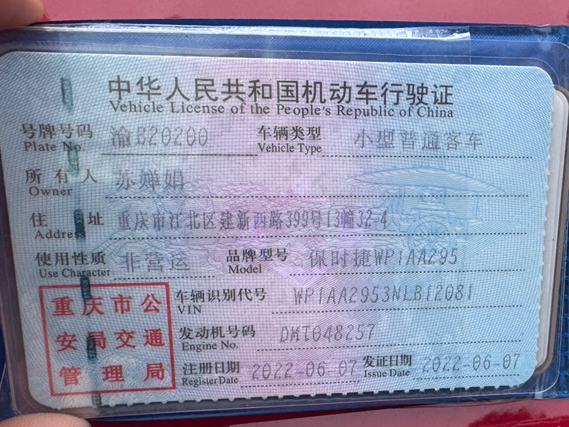 中华人民共和国机动车行驶证
Vehicle License of the People's Republic of China
号牌号码 渝B20200 车辆类型 小型普通客车
Plate No. Vehicle Type
所有人 苏婵娟
Owner
住址 重庆市江北区建新西路399号13幢32-4
Address
使用性质 非营运 品牌型号 保时捷WP1AA295
Use Character Model
车辆识别代号 WP1AA2953NLB12081
VIN
发动机号码 DMT048257
Engine No.
注册日期 2022-06-07 发证日期 2022-06-07
Register Date Issue Date
重庆市公
安局交通
管理局